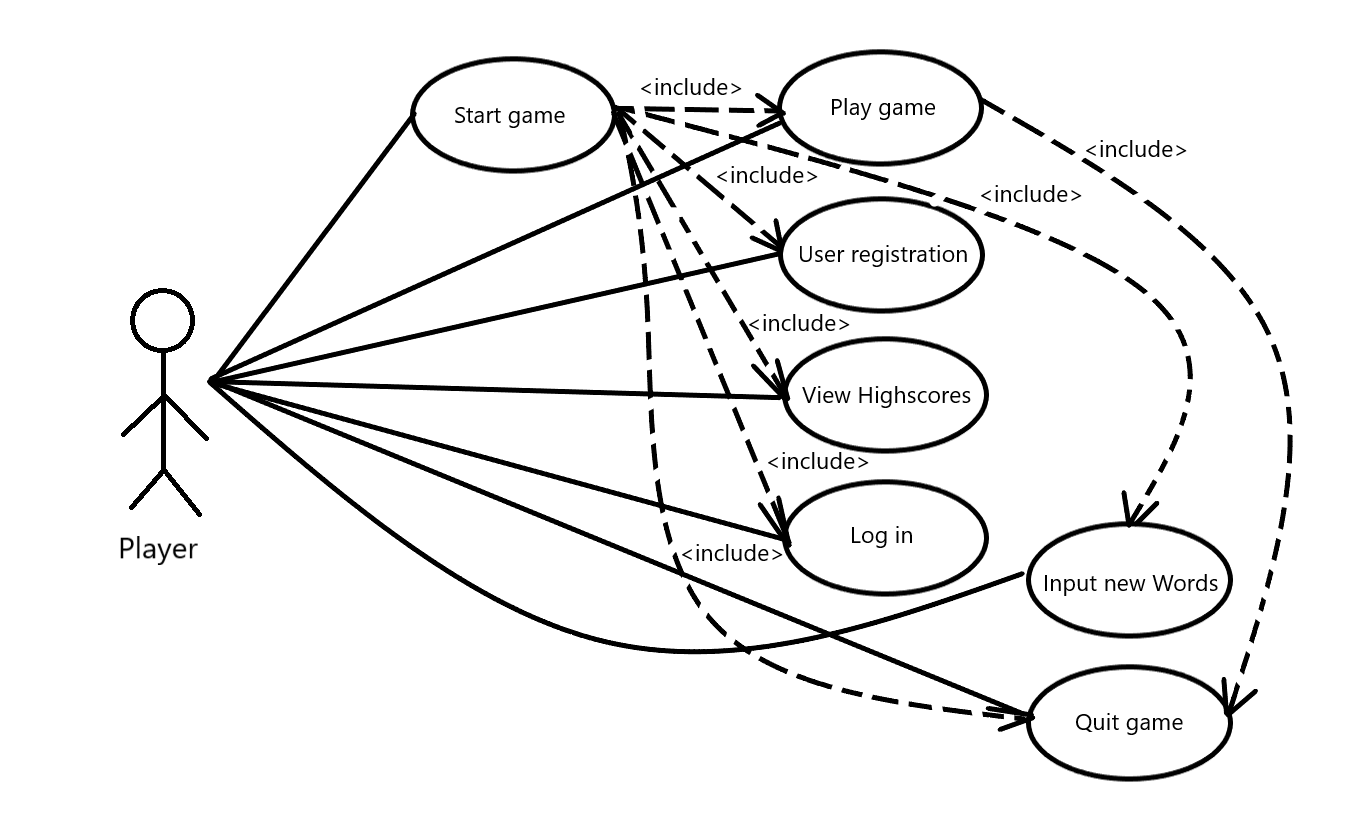 <include>
Start game
Play game
<include>
<include>
<include>
User registration
<include>
View Highscores
<include>
Log in
<include>
Player
Input new Words
Quit game